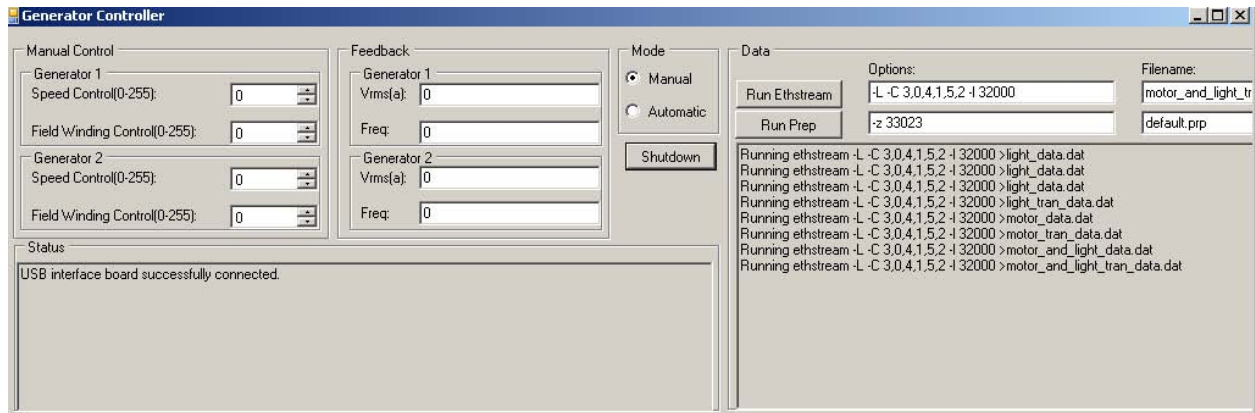 Generator Controller
Manual Control
Generator 1
Speed Control(0-255):
0
Field Winding Control(0-255):
0
Generator 2
Speed Control(0-255):
0
Field Winding Control(0-255):
0
Feedback
Generator 1
Vrms(a):
0
Freq:
0
Generator 2
Vrms(a):
0
Freq:
0
Mode
Manual
Automatic
Shutdown
Status
USB interface board successfully connected.
Data
Options:
Filename:
Run Ethstream
-L -C 3,0,4,1,5,2 -l 32000
motor_and_light_tr
Run Prep
-z 33023
default.prp
Running ethstream -L -C 3,0,4,1,5,2 -l 32000 >light_data.dat
Running ethstream -L -C 3,0,4,1,5,2 -l 32000 >light_data.dat
Running ethstream -L -C 3,0,4,1,5,2 -l 32000 >light_data.dat
Running ethstream -L -C 3,0,4,1,5,2 -l 32000 >light_tran_data.dat
Running ethstream -L -C 3,0,4,1,5,2 -l 32000 >motor_data.dat
Running ethstream -L -C 3,0,4,1,5,2 -l 32000 >motor_tran_data.dat
Running ethstream -L -C 3,0,4,1,5,2 -l 32000 >motor_and_light_data.dat
Running ethstream -L -C 3,0,4,1,5,2 -l 32000 >motor_and_light_tran_data.dat